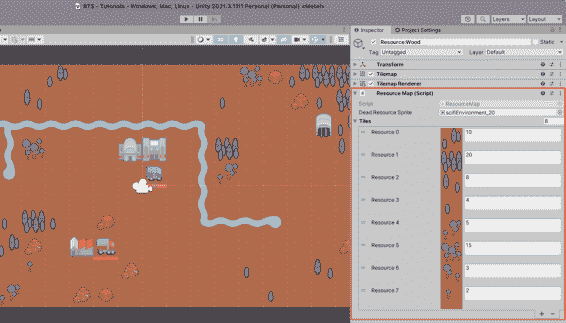 RTS - Tutorials - Windows, Mac, Linux - Unity 2021.3.11f1 Personal (Personal) <Metal>
Layers
Layout
Inspector
Project Settings
Resource:Wood
Static
Tag Untagged
Layer Default
Transform
Tilemap
Tilemap Renderer
Resource Map (Script)
Script
ResourceMap
Dead Resource Sprite
scifiEnvironment_20
Tiles
8
Resource 0
10
Resource 1
20
Resource 2
8
Resource 3
4
Resource 4
5
Resource 5
15
Resource 6
3
Resource 7
2